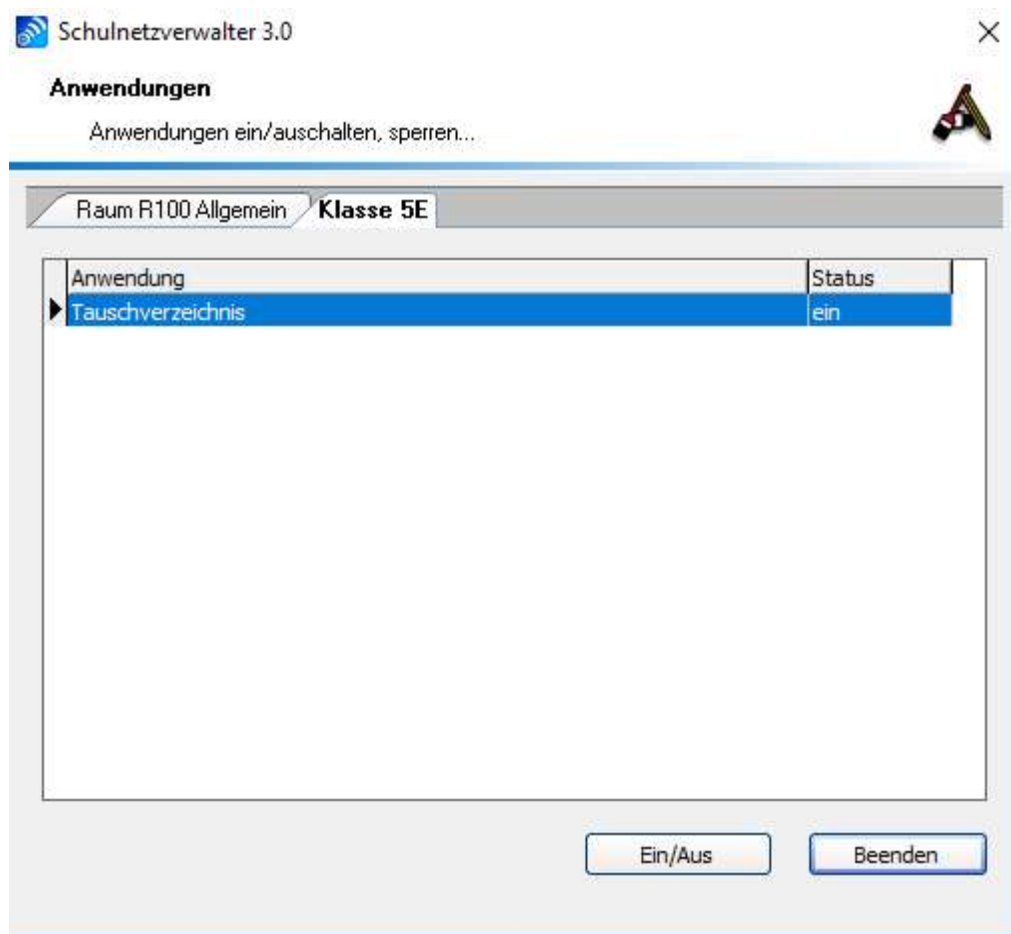 Schulnetzverwalter 3.0
Anwendungen
Anwendungen ein/auschalten, sperren...
Raum R100 Allgemein Klasse 5E
Anwendung Status
Tauschverzeichnis ein
Ein/Aus Beenden